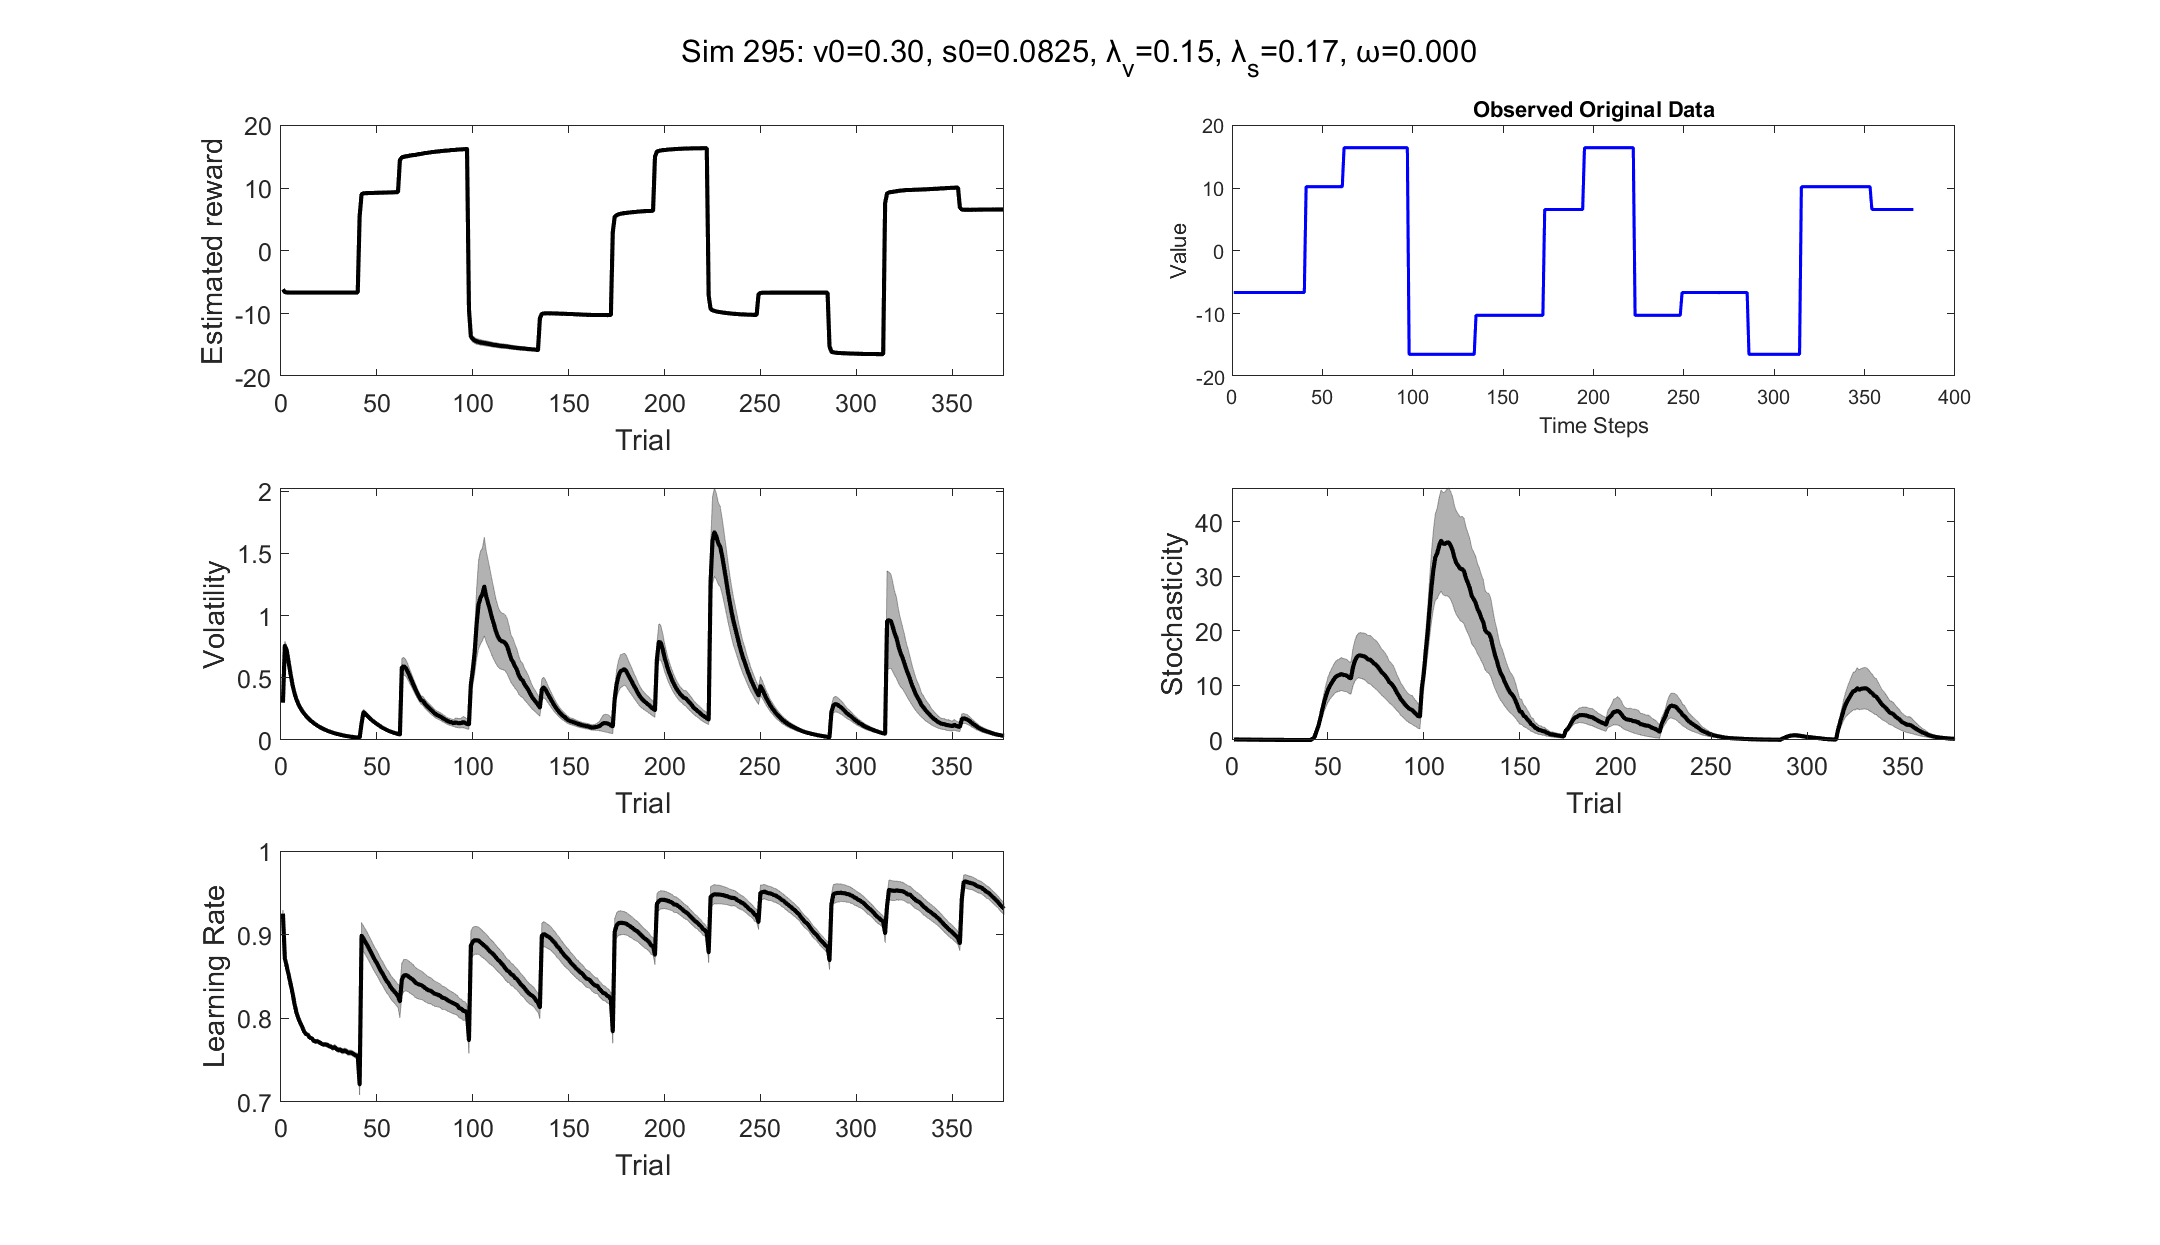 Sim 295: v0=0.30, s0=0.0825, λv=0.15, λs=0.17, ω=0.000
20
10
0
-10
-20
Estimated reward
0 50 100 150 200 250 300 350
Trial
Observed Original Data
20
10
0
-10
-20
Value
0 50 100 150 200 250 300 350 400
Time Steps
2
1.5
1
0.5
0
Volatility
0 50 100 150 200 250 300 350
Trial
40
30
20
10
0
Stochasticity
0 50 100 150 200 250 300 350
Trial
1
0.9
0.8
0.7
Learning Rate
0 50 100 150 200 250 300 350
Trial